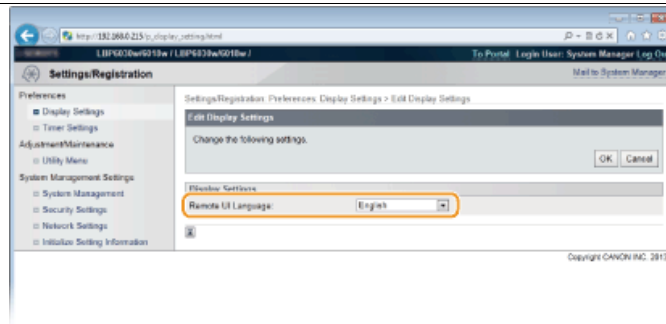 http://192.168.0.215/p_display_setting.html
LBP6030w/6018w / LBP6030w/6018w /
To Portal Login User: System Manager Log Ou
Settings/Registration
Mail to System Manager
Preferences
Display Settings
Timer Settings
Adjustment/Maintenance
Utility Menu
System Management Settings
System Management
Security Settings
Network Settings
Initialize Setting Information
Settings/Registration: Preferences: Display Settings > Edit Display Settings
Edit Display Settings
Change the following settings.
OK Cancel
Display Settings
Remote UI Language: English
Copyright CANON INC. 2013